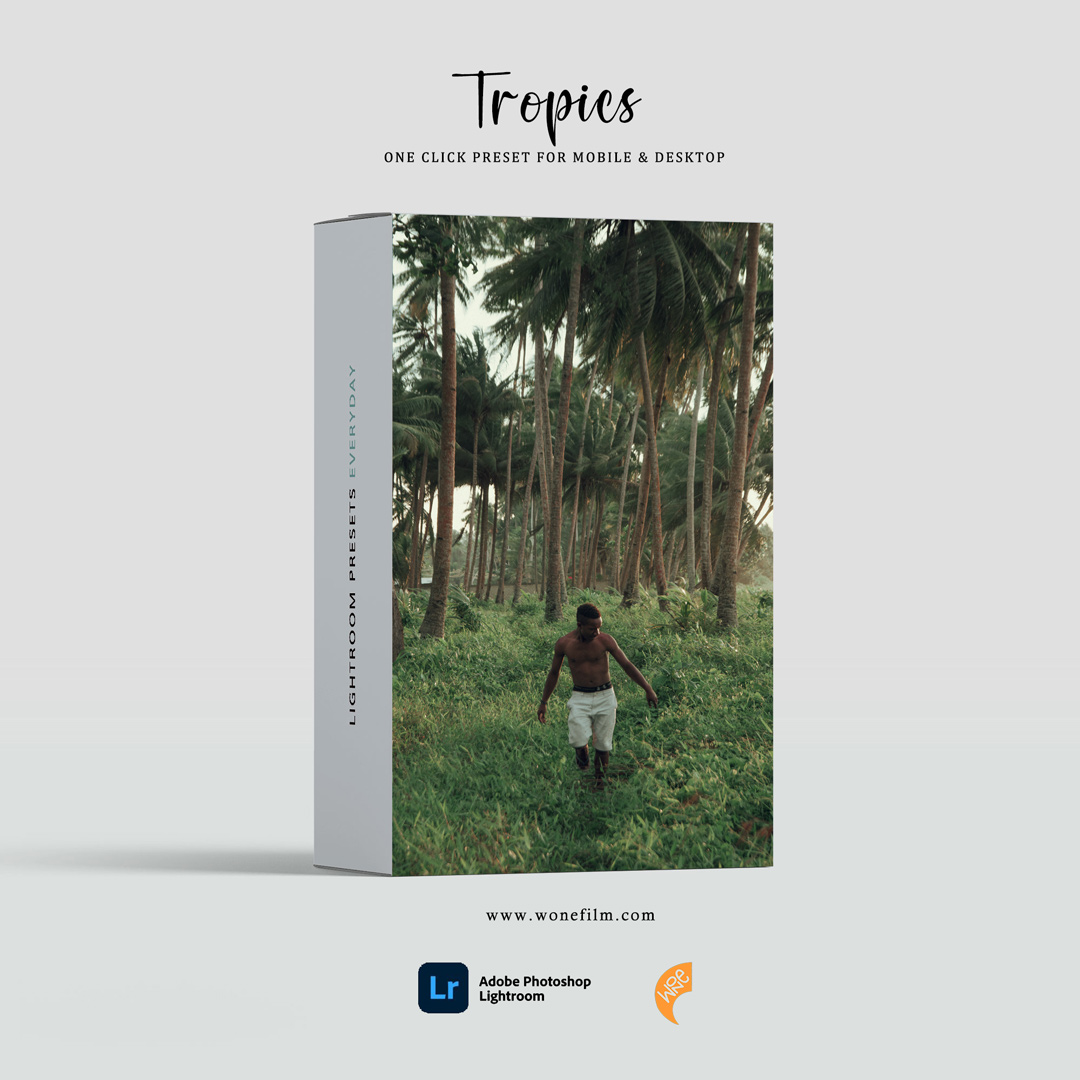 Tropics
ONE CLICK PRESET FOR MOBILE & DESKTOP
LIGHTROOM PRESETS EVERYDAY
www.wonefilm.com
Lr
Adobe Photoshop
Lightroom